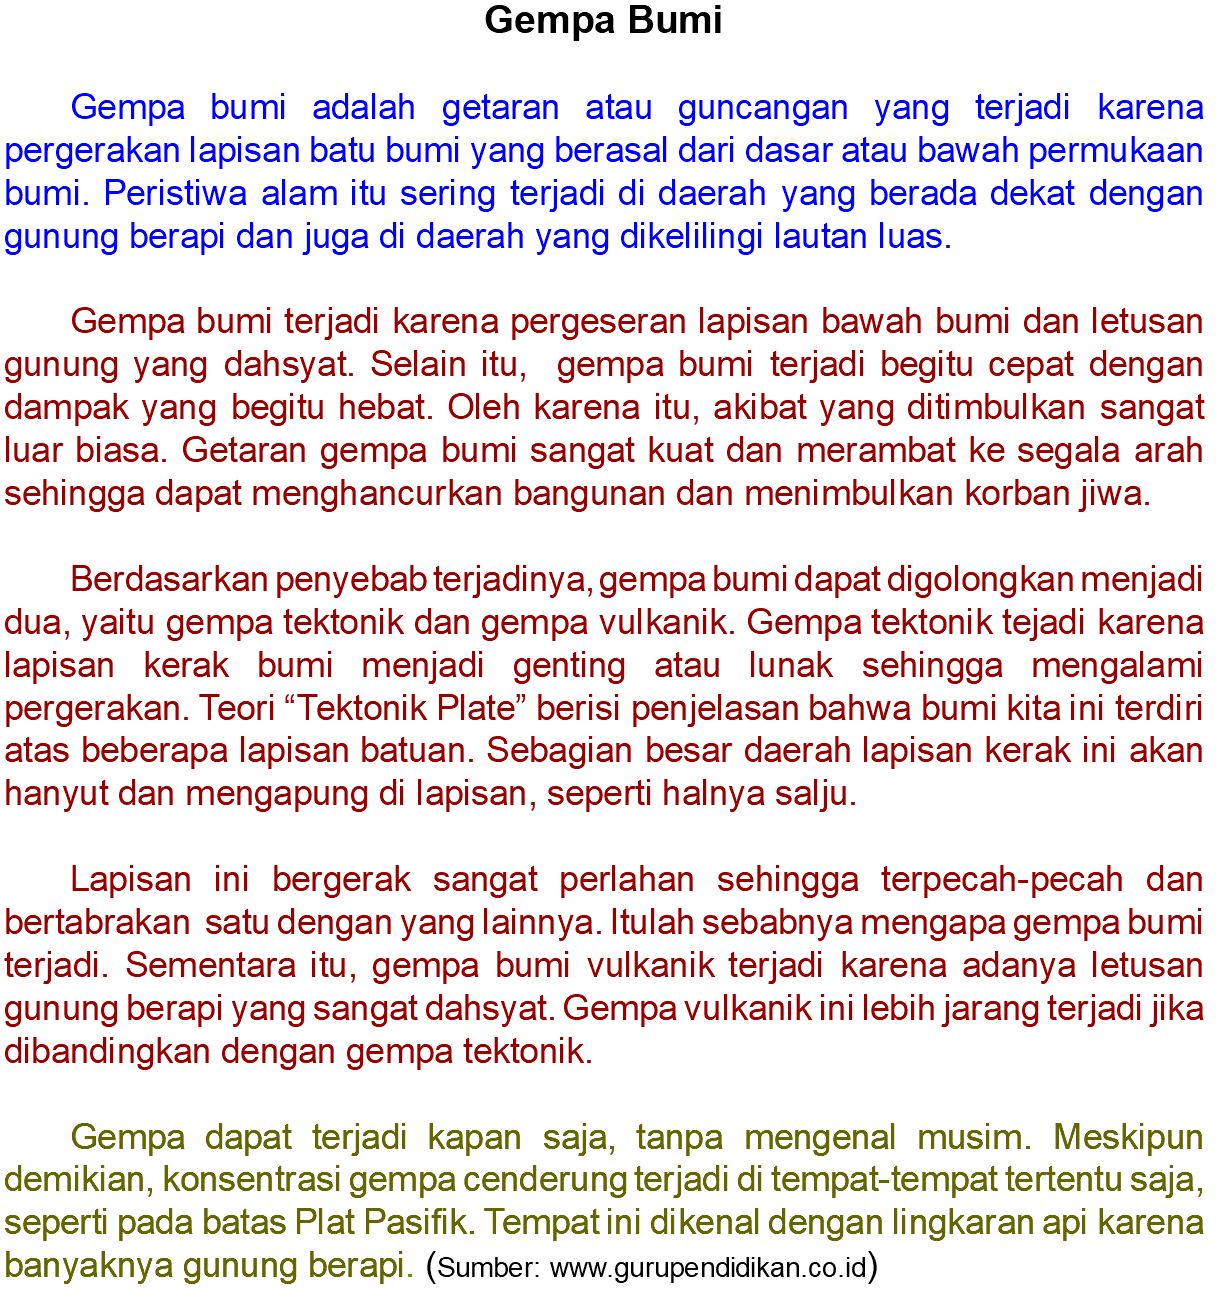 Gempa Bumi
Gempa bumi adalah getaran atau guncangan yang terjadi karena
pergerakan lapisan batu bumi yang berasal dari dasar atau bawah permukaan
bumi. Peristiwa alam itu sering terjadi di daerah yang berada dekat dengan
gunung berapi dan juga di daerah yang dikelilingi lautan luas.
Gempa bumi terjadi karena pergeseran lapisan bawah bumi dan letusan
gunung yang dahsyat. Selain itu, gempa bumi terjadi begitu cepat dengan
dampak yang begitu hebat. Oleh karena itu, akibat yang ditimbulkan sangat
luar biasa. Getaran gempa bumi sangat kuat dan merambat ke segala arah
sehingga dapat menghancurkan bangunan dan menimbulkan korban jiwa.
Berdasarkan penyebab terjadinya, gempa bumi dapat digolongkan menjadi
dua, yaitu gempa tektonik dan gempa vulkanik. Gempa tektonik tejadi karena
lapisan kerak bumi menjadi genting atau lunak sehingga mengalami
pergerakan. Teori “Tektonik Plate” berisi penjelasan bahwa bumi kita ini terdiri
atas beberapa lapisan batuan. Sebagian besar daerah lapisan kerak ini akan
hanyut dan mengapung di lapisan, seperti halnya salju.
Lapisan ini bergerak sangat perlahan sehingga terpecah-pecah dan
bertabrakan satu dengan yang lainnya. Itulah sebabnya mengapa gempa bumi
terjadi. Sementara itu, gempa bumi vulkanik terjadi karena adanya letusan
gunung berapi yang sangat dahsyat. Gempa vulkanik ini lebih jarang terjadi jika
dibandingkan dengan gempa tektonik.
Gempa dapat terjadi kapan saja, tanpa mengenal musim. Meskipun
demikian, konsentrasi gempa cenderung terjadi di tempat-tempat tertentu saja,
seperti pada batas Plat Pasifik. Tempat ini dikenal dengan lingkaran api karena
banyaknya gunung berapi. (Sumber: www.gurupendidikan.co.id)